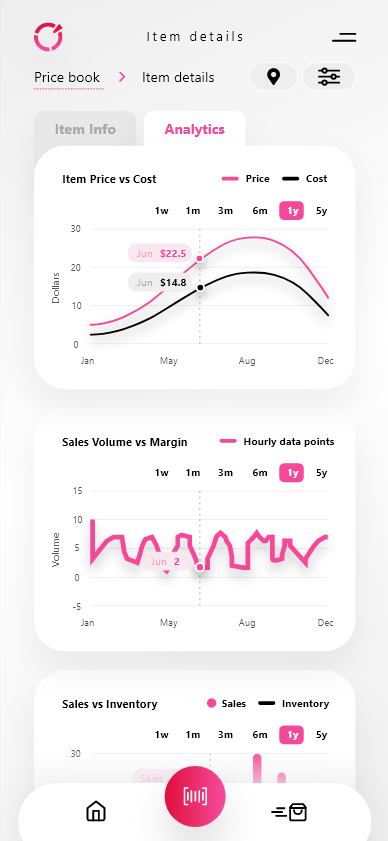 Item details
Price book > Item details
Item Info Analytics
Item Price vs Cost Price Cost
1w 1m 3m 6m 1y 5y
30
20
10
0
Dollars
Jun $22.5
Jun $14.8
Jan May Aug Dec
Sales Volume vs Margin Hourly data points
1w 1m 3m 6m 1y 5y
15
10
5
0
-5
Volume
Jun 2
Jan May Aug Dec
Sales vs Inventory Sales Inventory
1w 1m 3m 6m 1y 5y
30
Sales